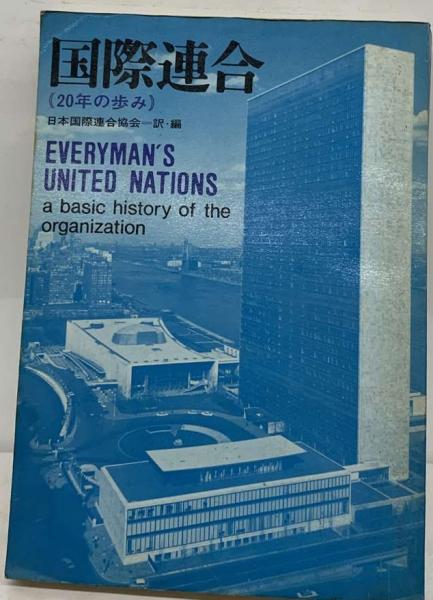 国際連合
《20年の歩み》
日本国際連合協会―訳・編
EVERYMAN'S
UNITED NATIONS
a basic history of the
organization